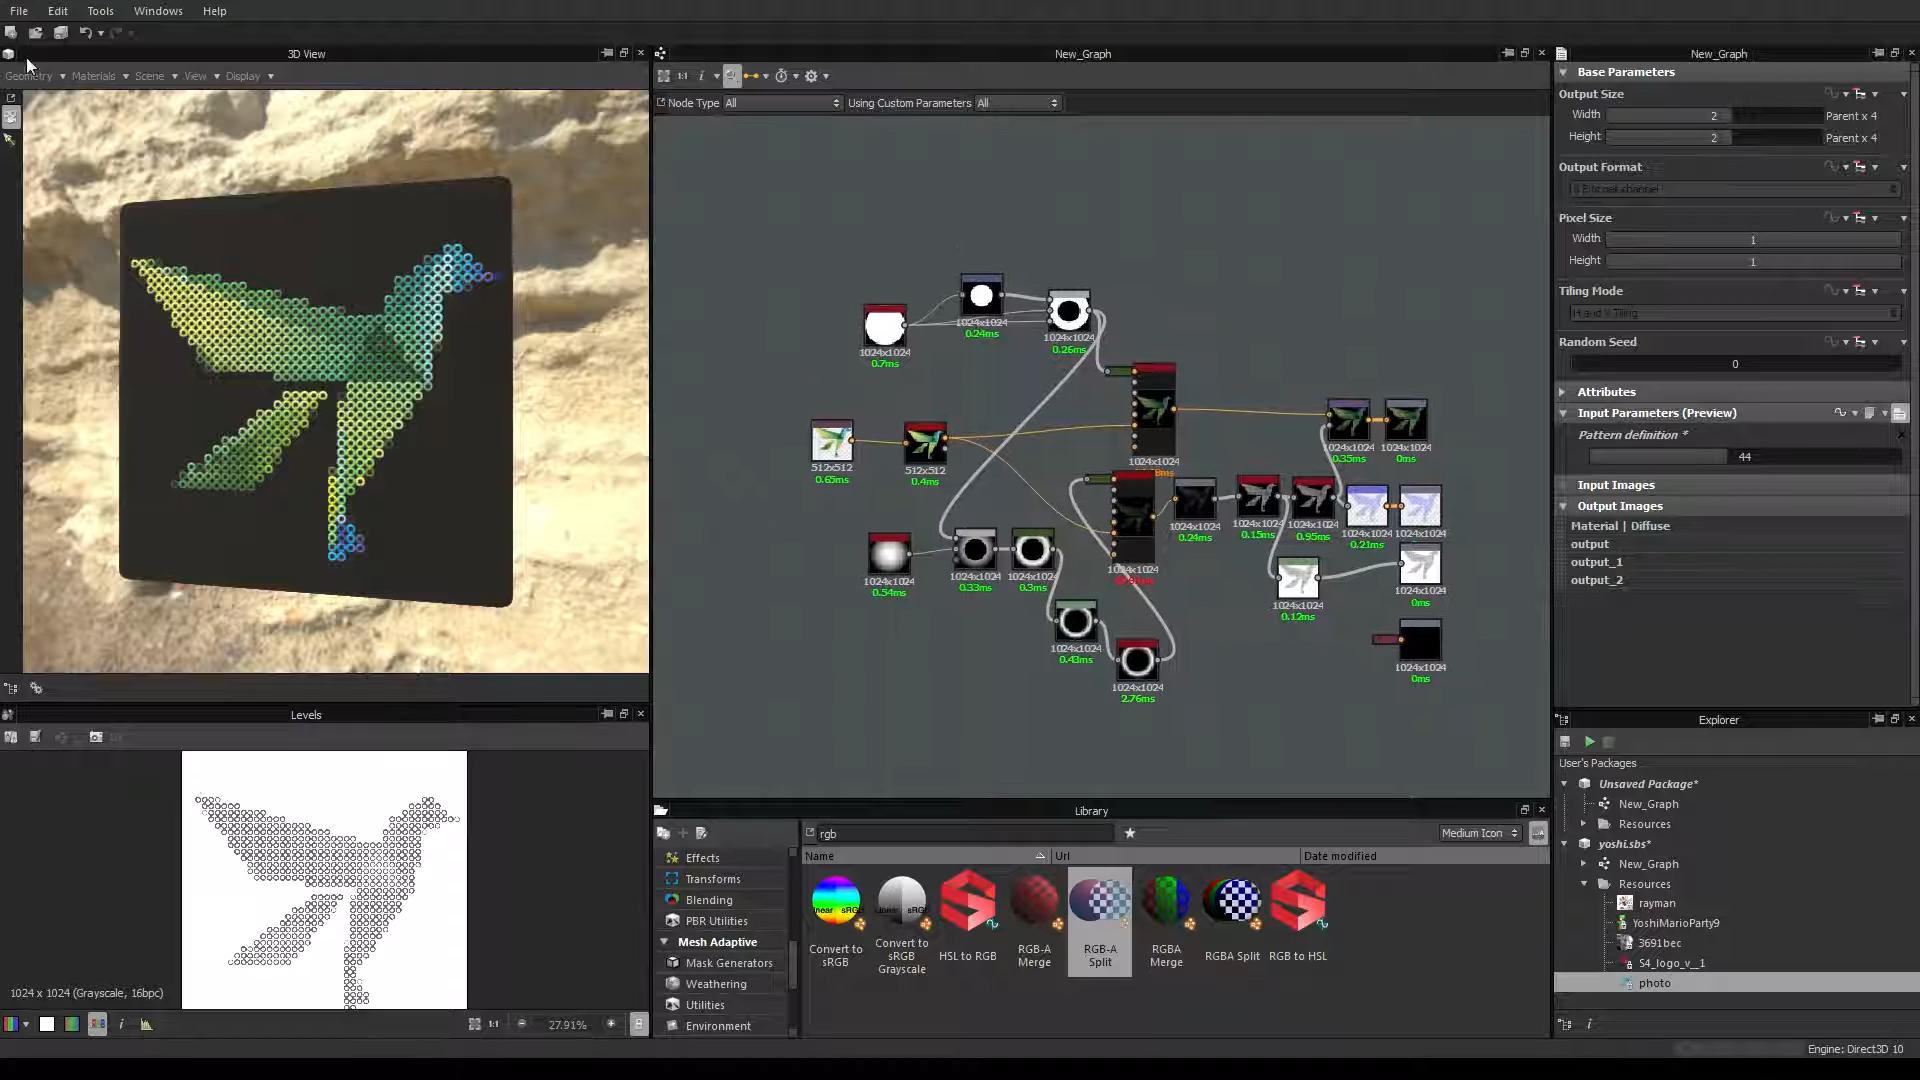 File Edit Tools Windows Help
3D View
Geometry Materials Scene View Display
New_Graph
1:1 i
Node Type All Using Custom Parameters All
1024x1024
0.7ms
1024x1024
0.24ms
1024x1024
0.26ms
512x512
0.65ms
512x512
0.4ms
1024x1024
1024x1024
0.35ms
1024x1024
0ms
1024x1024
1024x1024
0.24ms
1024x1024
0.15ms
1024x1024
0.95ms
1024x1024
0.21ms
1024x1024
1024x1024
0.54ms
1024x1024
0.33ms
1024x1024
0.3ms
1024x1024
0.43ms
1024x1024
2.76ms
1024x1024
0.12ms
1024x1024
0ms
1024x1024
0ms
New_Graph
Base Parameters
Output Size
Width 2 Parent x 4
Height 2 Parent x 4
Output Format
Pixel Size
Width 1
Height 1
Tiling Mode
H and V Tiling
Random Seed
0
Attributes
Input Parameters (Preview)
Pattern definition *
44
Input Images
Output Images
Material | Diffuse
output
output_1
output_2
Levels
1024 x 1024 (Grayscale, 16bpc)
i 1:1 27.91%
Library
rgb Medium Icon
Name Url Date modified
Effects
Transforms
Blending
PBR Utilities
Mesh Adaptive
Mask Generators
Weathering
Utilities
Environment
Convert to sRGB
Convert to sRGB Grayscale
HSL to RGB
RGB-A Merge
RGB-A Split
RGBA Merge
RGBA Split
RGB to HSL
Explorer
User's Packages
Unsaved Package*
New_Graph
Resources
yoshi.sbs*
New_Graph
Resources
rayman
YoshiMarioParty9
3691bec
S4_logo_v__1
photo
i
Engine: Direct3D 10